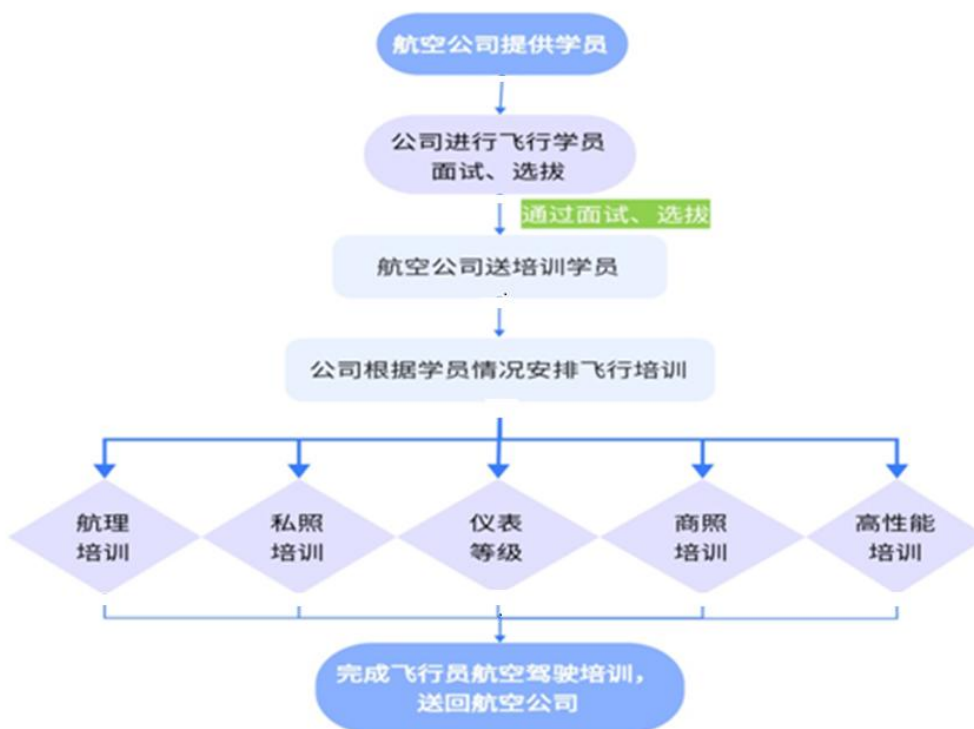 航空公司提供学员
公司进行飞行学员
面试、选拔
通过面试、选拔
航空公司送培训学员
公司根据学员情况安排飞行培训
航理
培训
私照
培训
仪表
等级
商照
培训
高性能
培训
完成飞行员航空驾驶培训，
送回航空公司